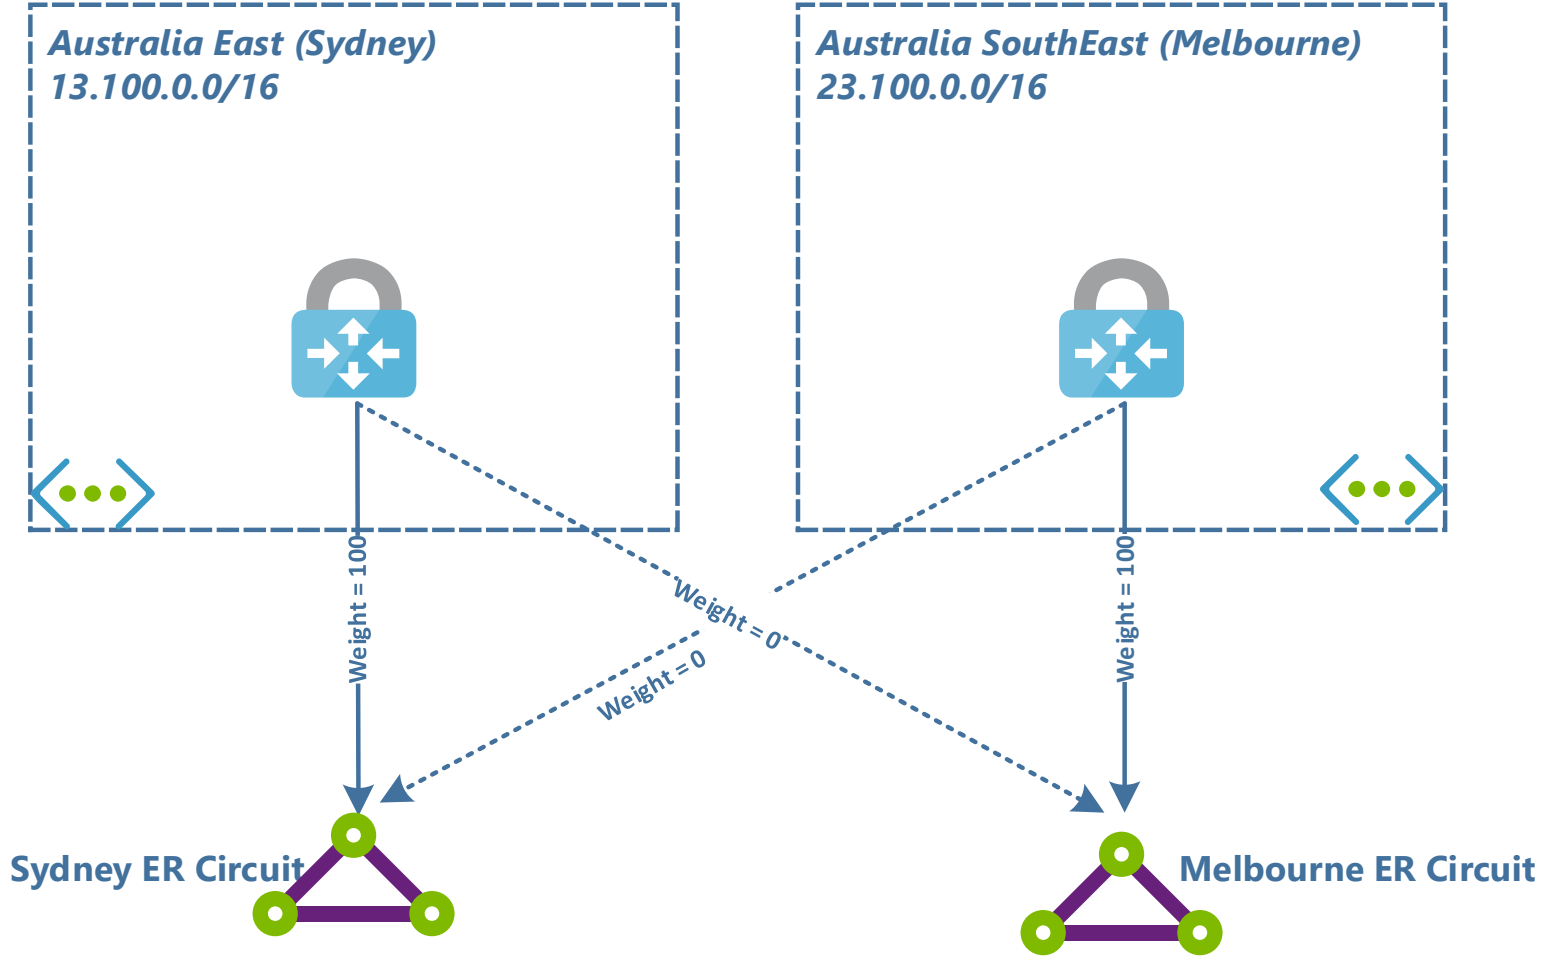 Australia East (Sydney)
13.100.0.0/16
Australia SouthEast (Melbourne)
23.100.0.0/16
Weight = 100
Weight = 0
Weight = 0
Weight = 100
Sydney ER Circuit
Melbourne ER Circuit